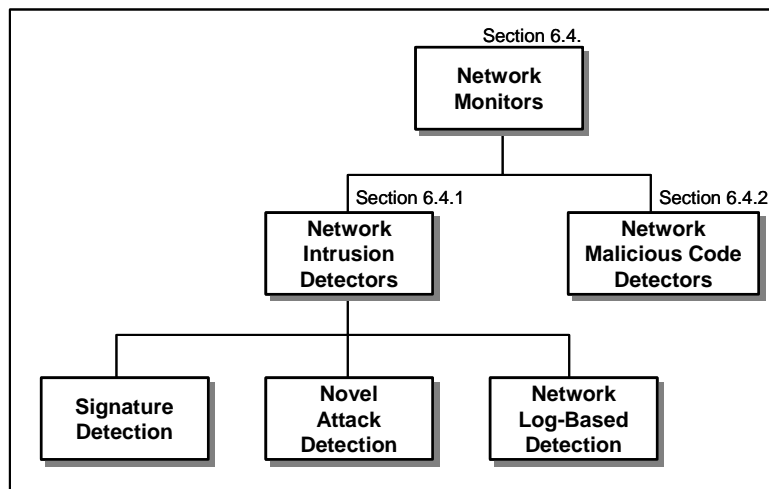 Section 6.4.
Network
Monitors
Section 6.4.1
Section 6.4.2
Network
Intrusion
Detectors
Network
Malicious Code
Detectors
Signature
Detection
Novel
Attack
Detection
Network
Log-Based
Detection